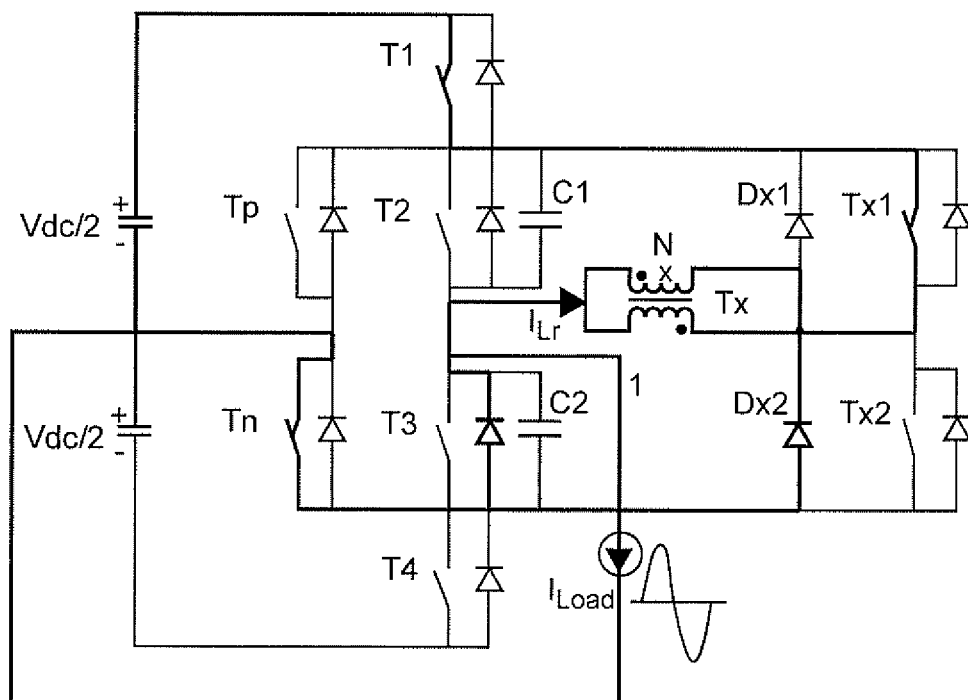 T1
+
Vdc/2
-
Tp
T2
C1
Dx1
Tx1
N
x
Tx
ILr
1
+
Vdc/2
-
Tn
T3
C2
Dx2
Tx2
T4
ILoad